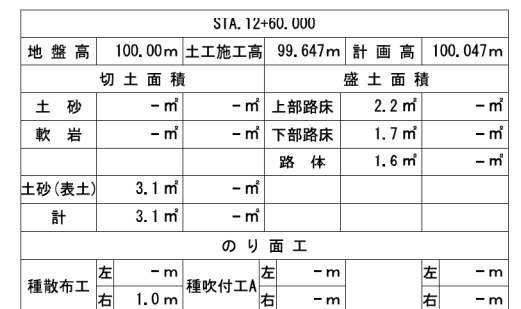 STA.12+60.000
地盤高 100.00m 土工施工高 99.647m 計画高 100.047m
切土面積 盛土面積
土砂 -㎡ -㎡ 上部路床 2.2㎡ -㎡
軟岩 -㎡ -㎡ 下部路床 1.7㎡ -㎡
路体 1.6㎡ -㎡
土砂(表土) 3.1㎡ -㎡
計 3.1㎡ -㎡
のり面工
種散布工 左 -m 種吹付工A 左 -m 左 -m
右 1.0m 右 -m 右 -m